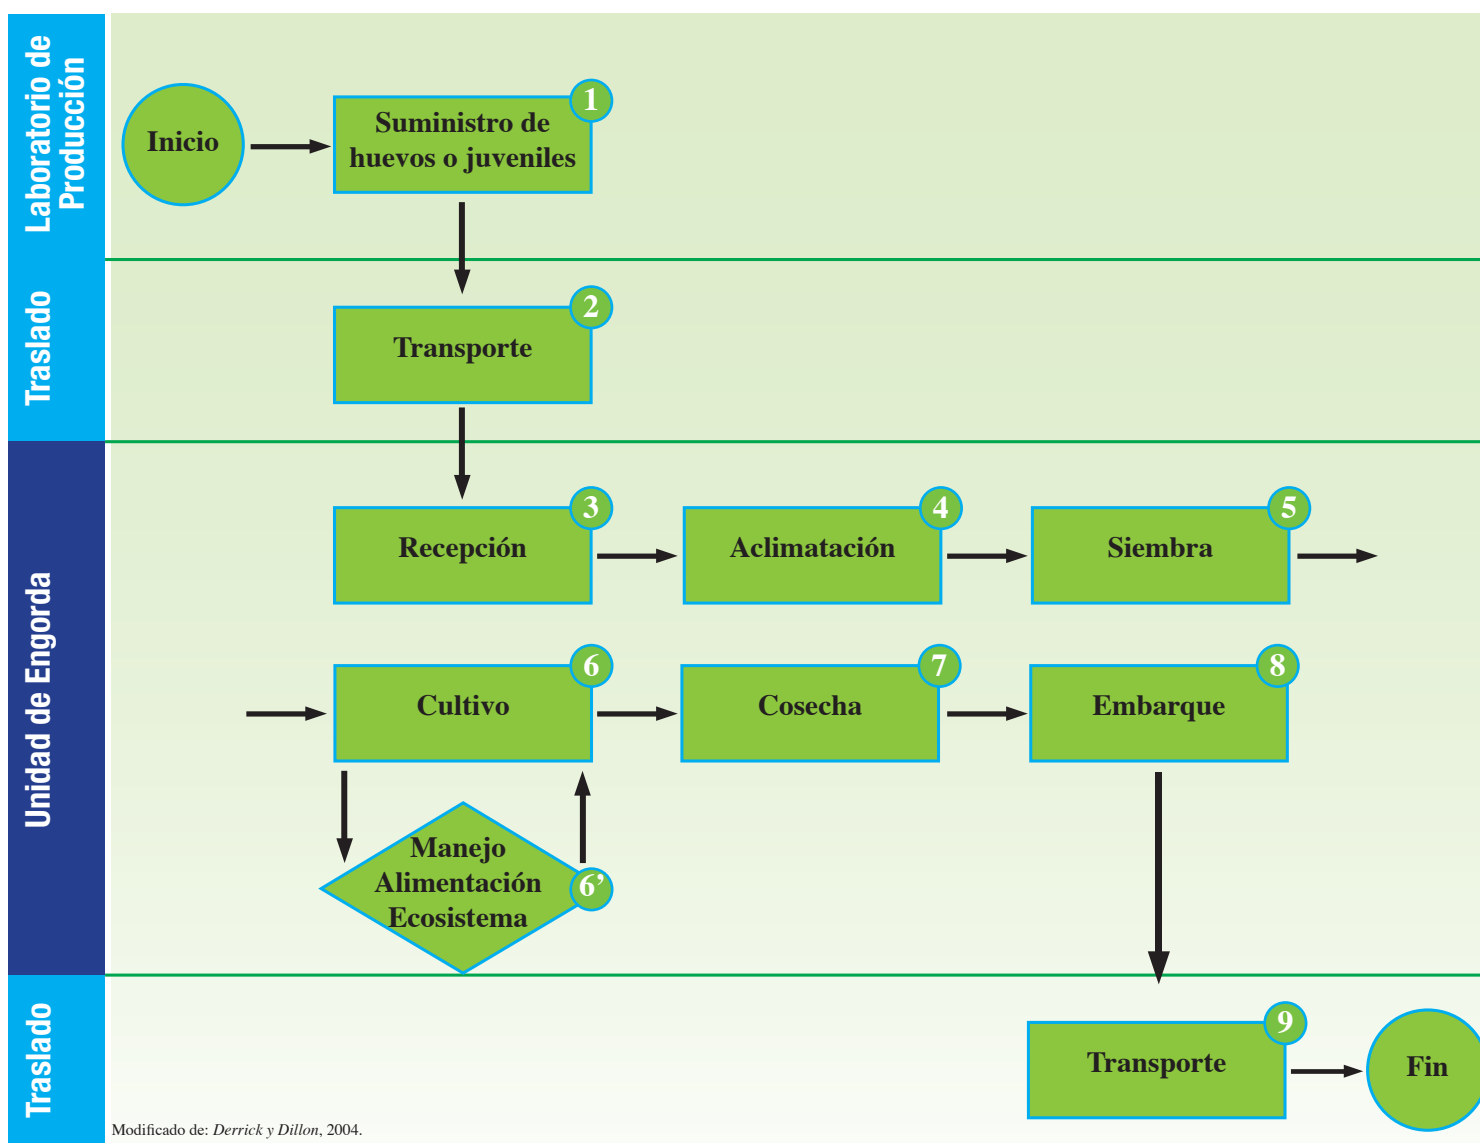 Laboratorio de
Producción
Inicio
1
Suministro de
huevos o juveniles
Traslado
2
Transporte
Unidad de Engorda
3
Recepción
4
Aclimatación
5
Siembra
6
Cultivo
7
Cosecha
8
Embarque
Manejo
Alimentación
Ecosistema
6’
Traslado
9
Transporte
Fin
Modificado de: Derrick y Dillon, 2004.